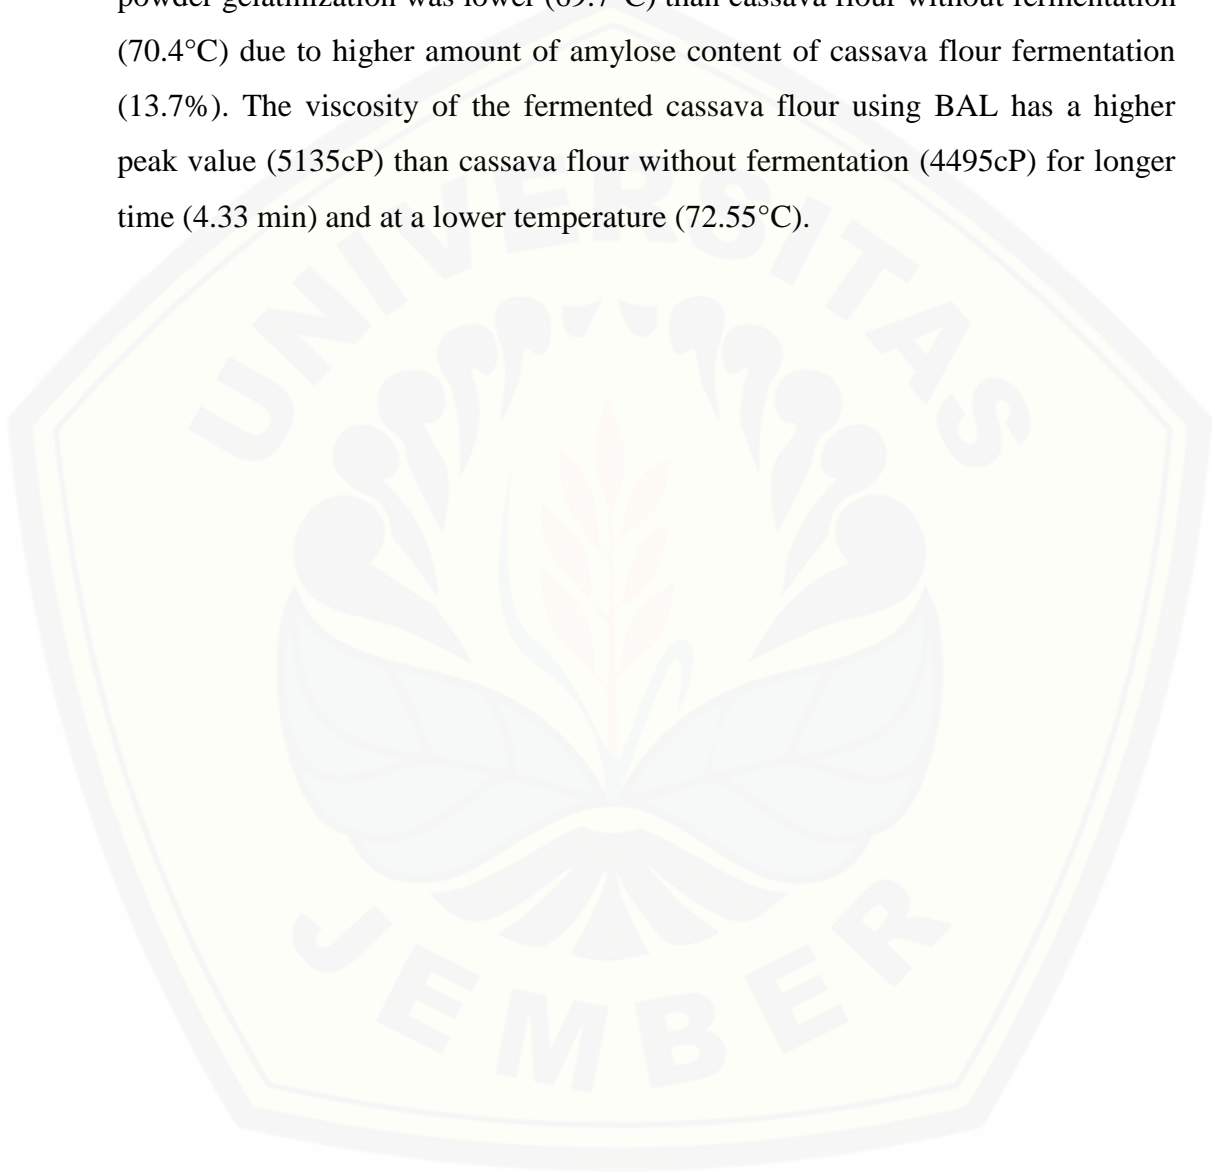 powder gelatinization was lower (69.7°C) than cassava flour without fermentation
(70.4°C) due to higher amount of amylose content of cassava flour fermentation
(13.7%). The viscosity of the fermented cassava flour using BAL has a higher
peak value (5135cP) than cassava flour without fermentation (4495cP) for longer
time (4.33 min) and at a lower temperature (72.55°C).
UNIVERSITAS
JEMBER